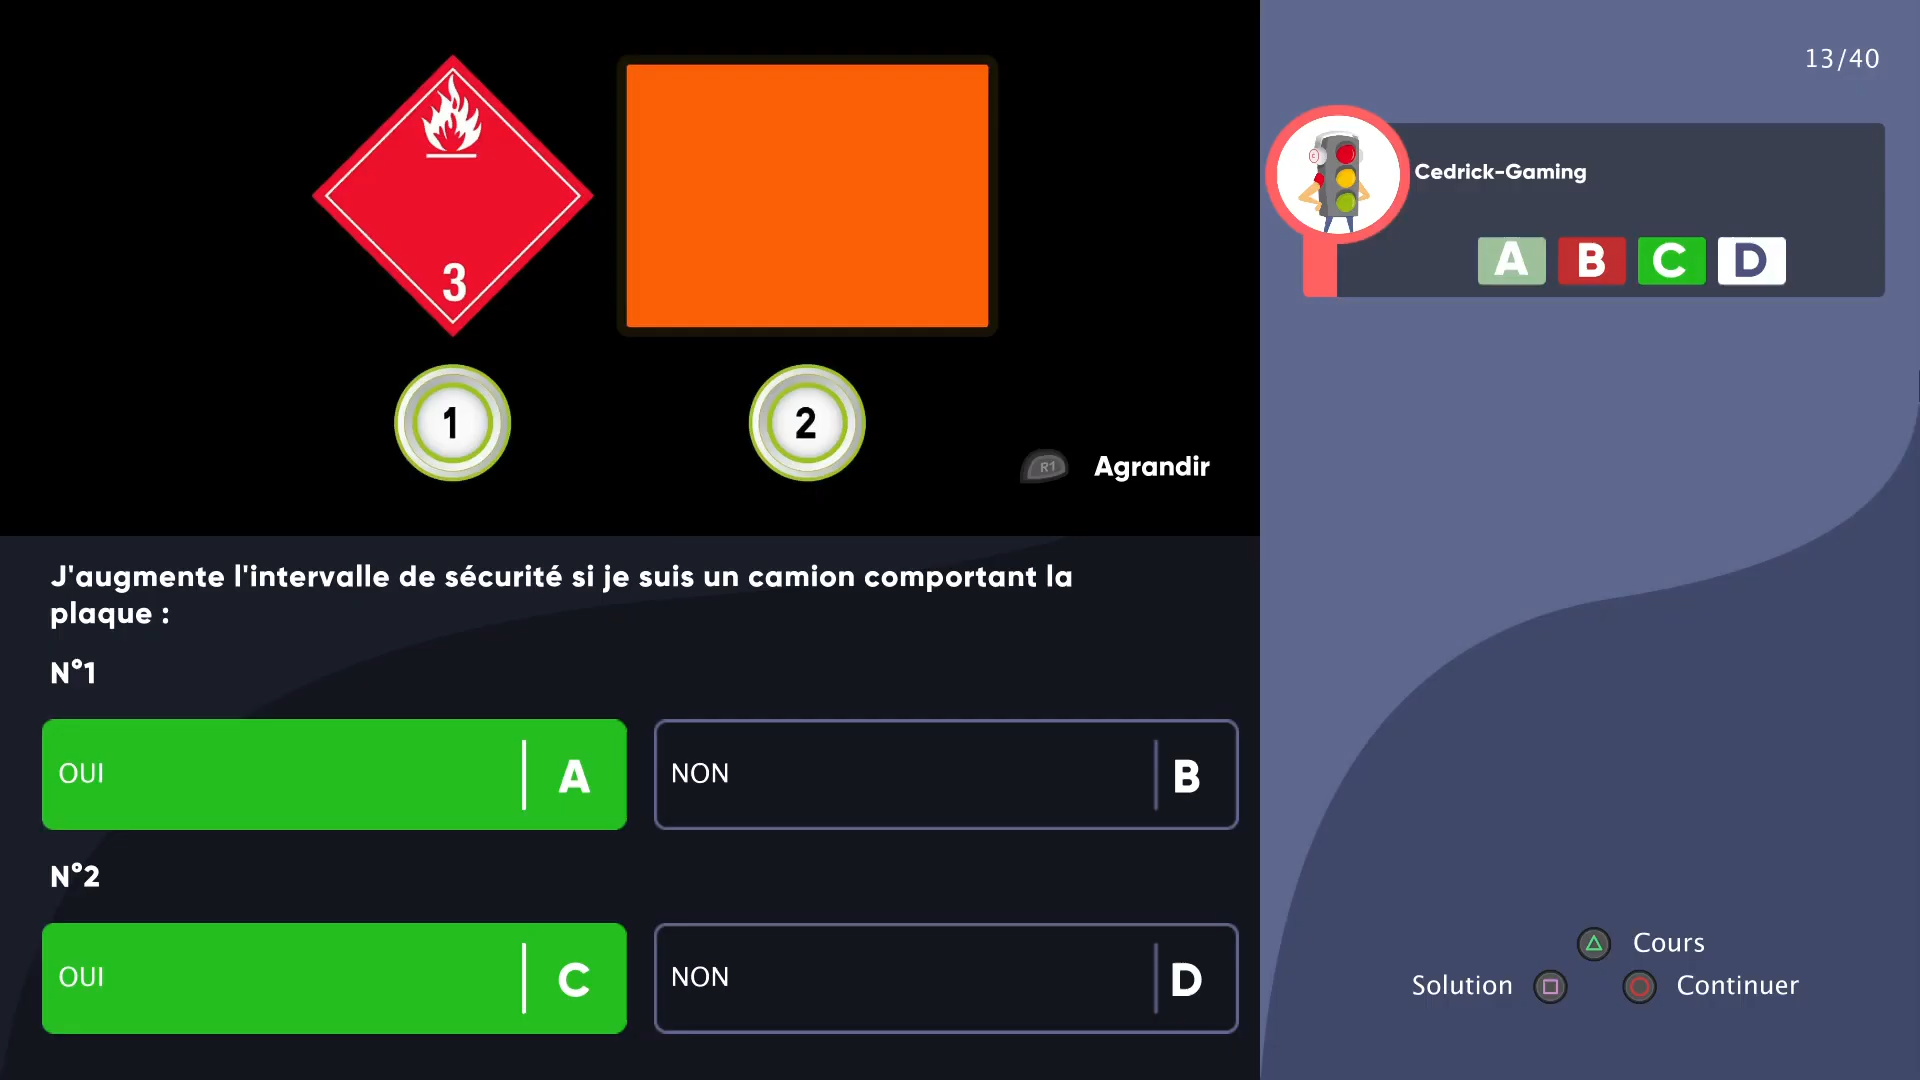 3
1
2
R1
Agrandir
J'augmente l'intervalle de sécurité si je suis un camion comportant la
plaque :
N°1
OUI
A
NON
B
N°2
OUI
C
NON
D
13/40
Cedrick-Gaming
A B C D
Cours
Solution
Continuer